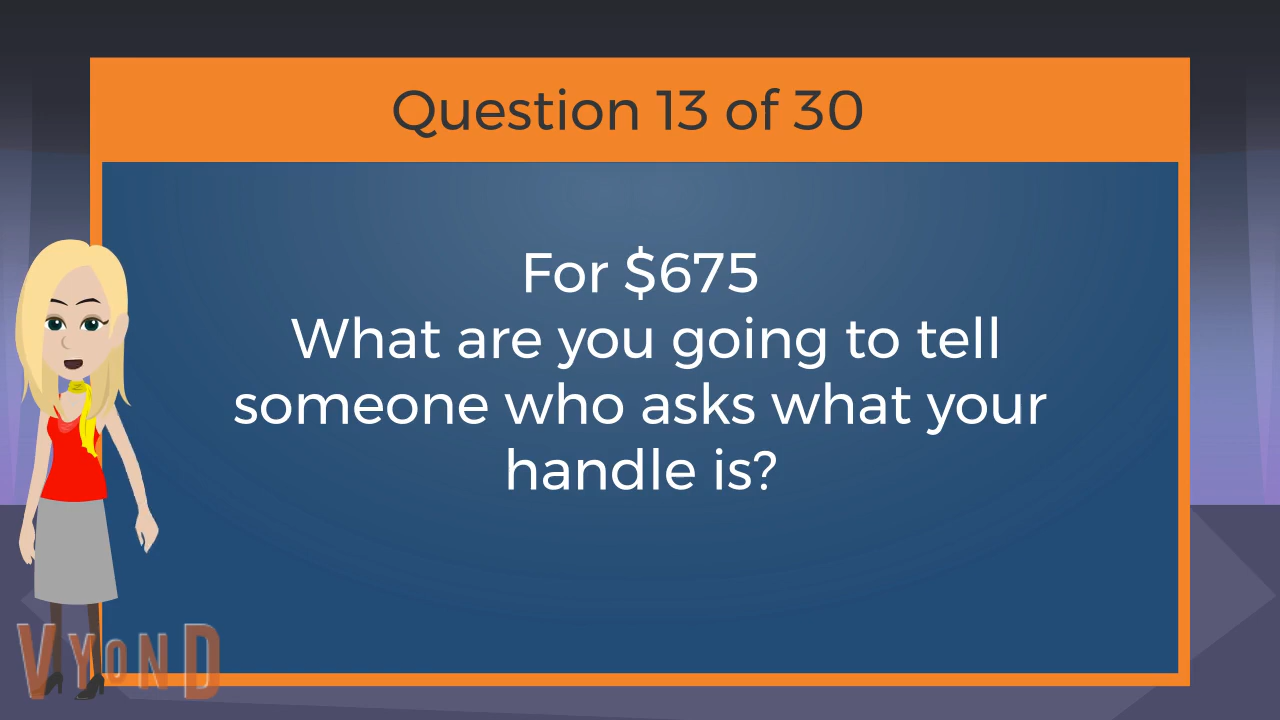 Question 13 of 30
For $675
What are you going to tell
someone who asks what your
handle is?
VYOND